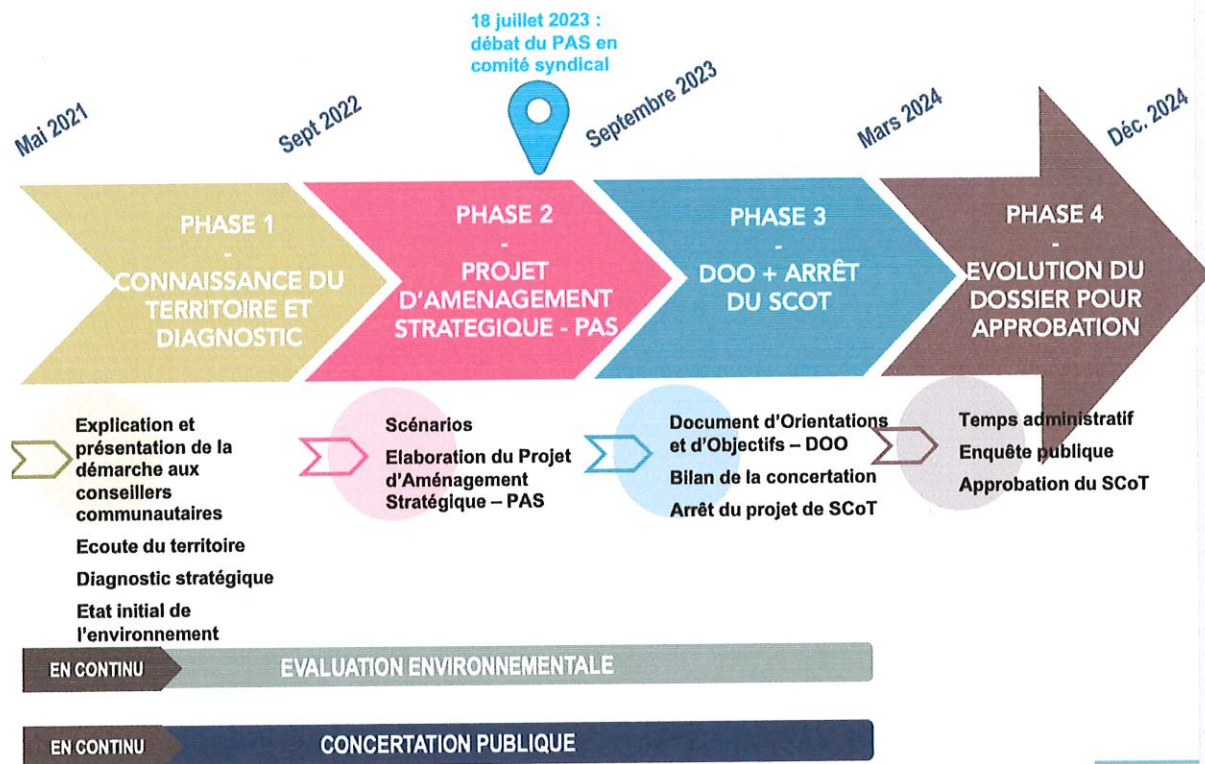 18 juillet 2023 :
débat du PAS en
comité syndical
Mai 2021
Sept 2022
Septembre 2023
Mars 2024
Déc. 2024
PHASE 1
-
CONNAISSANCE DU
TERRITOIRE ET
DIAGNOSTIC
PHASE 2
-
PROJET
D'AMENAGEMENT
STRATEGIQUE - PAS
PHASE 3
-
DOO + ARRÊT
DU SCOT
PHASE 4
-
EVOLUTION DU
DOSSIER POUR
APPROBATION
Explication et
présentation de la
démarche aux
conseillers
communautaires
Ecoute du territoire
Diagnostic stratégique
Etat initial de
l'environnement
Scénarios
Elaboration du Projet
d'Aménagement
Stratégique – PAS
Document d'Orientations
et d'Objectifs – DOO
Bilan de la concertation
Arrêt du projet de SCoT
Temps administratif
Enquête publique
Approbation du SCoT
EN CONTINU
EVALUATION ENVIRONNEMENTALE
EN CONTINU
CONCERTATION PUBLIQUE